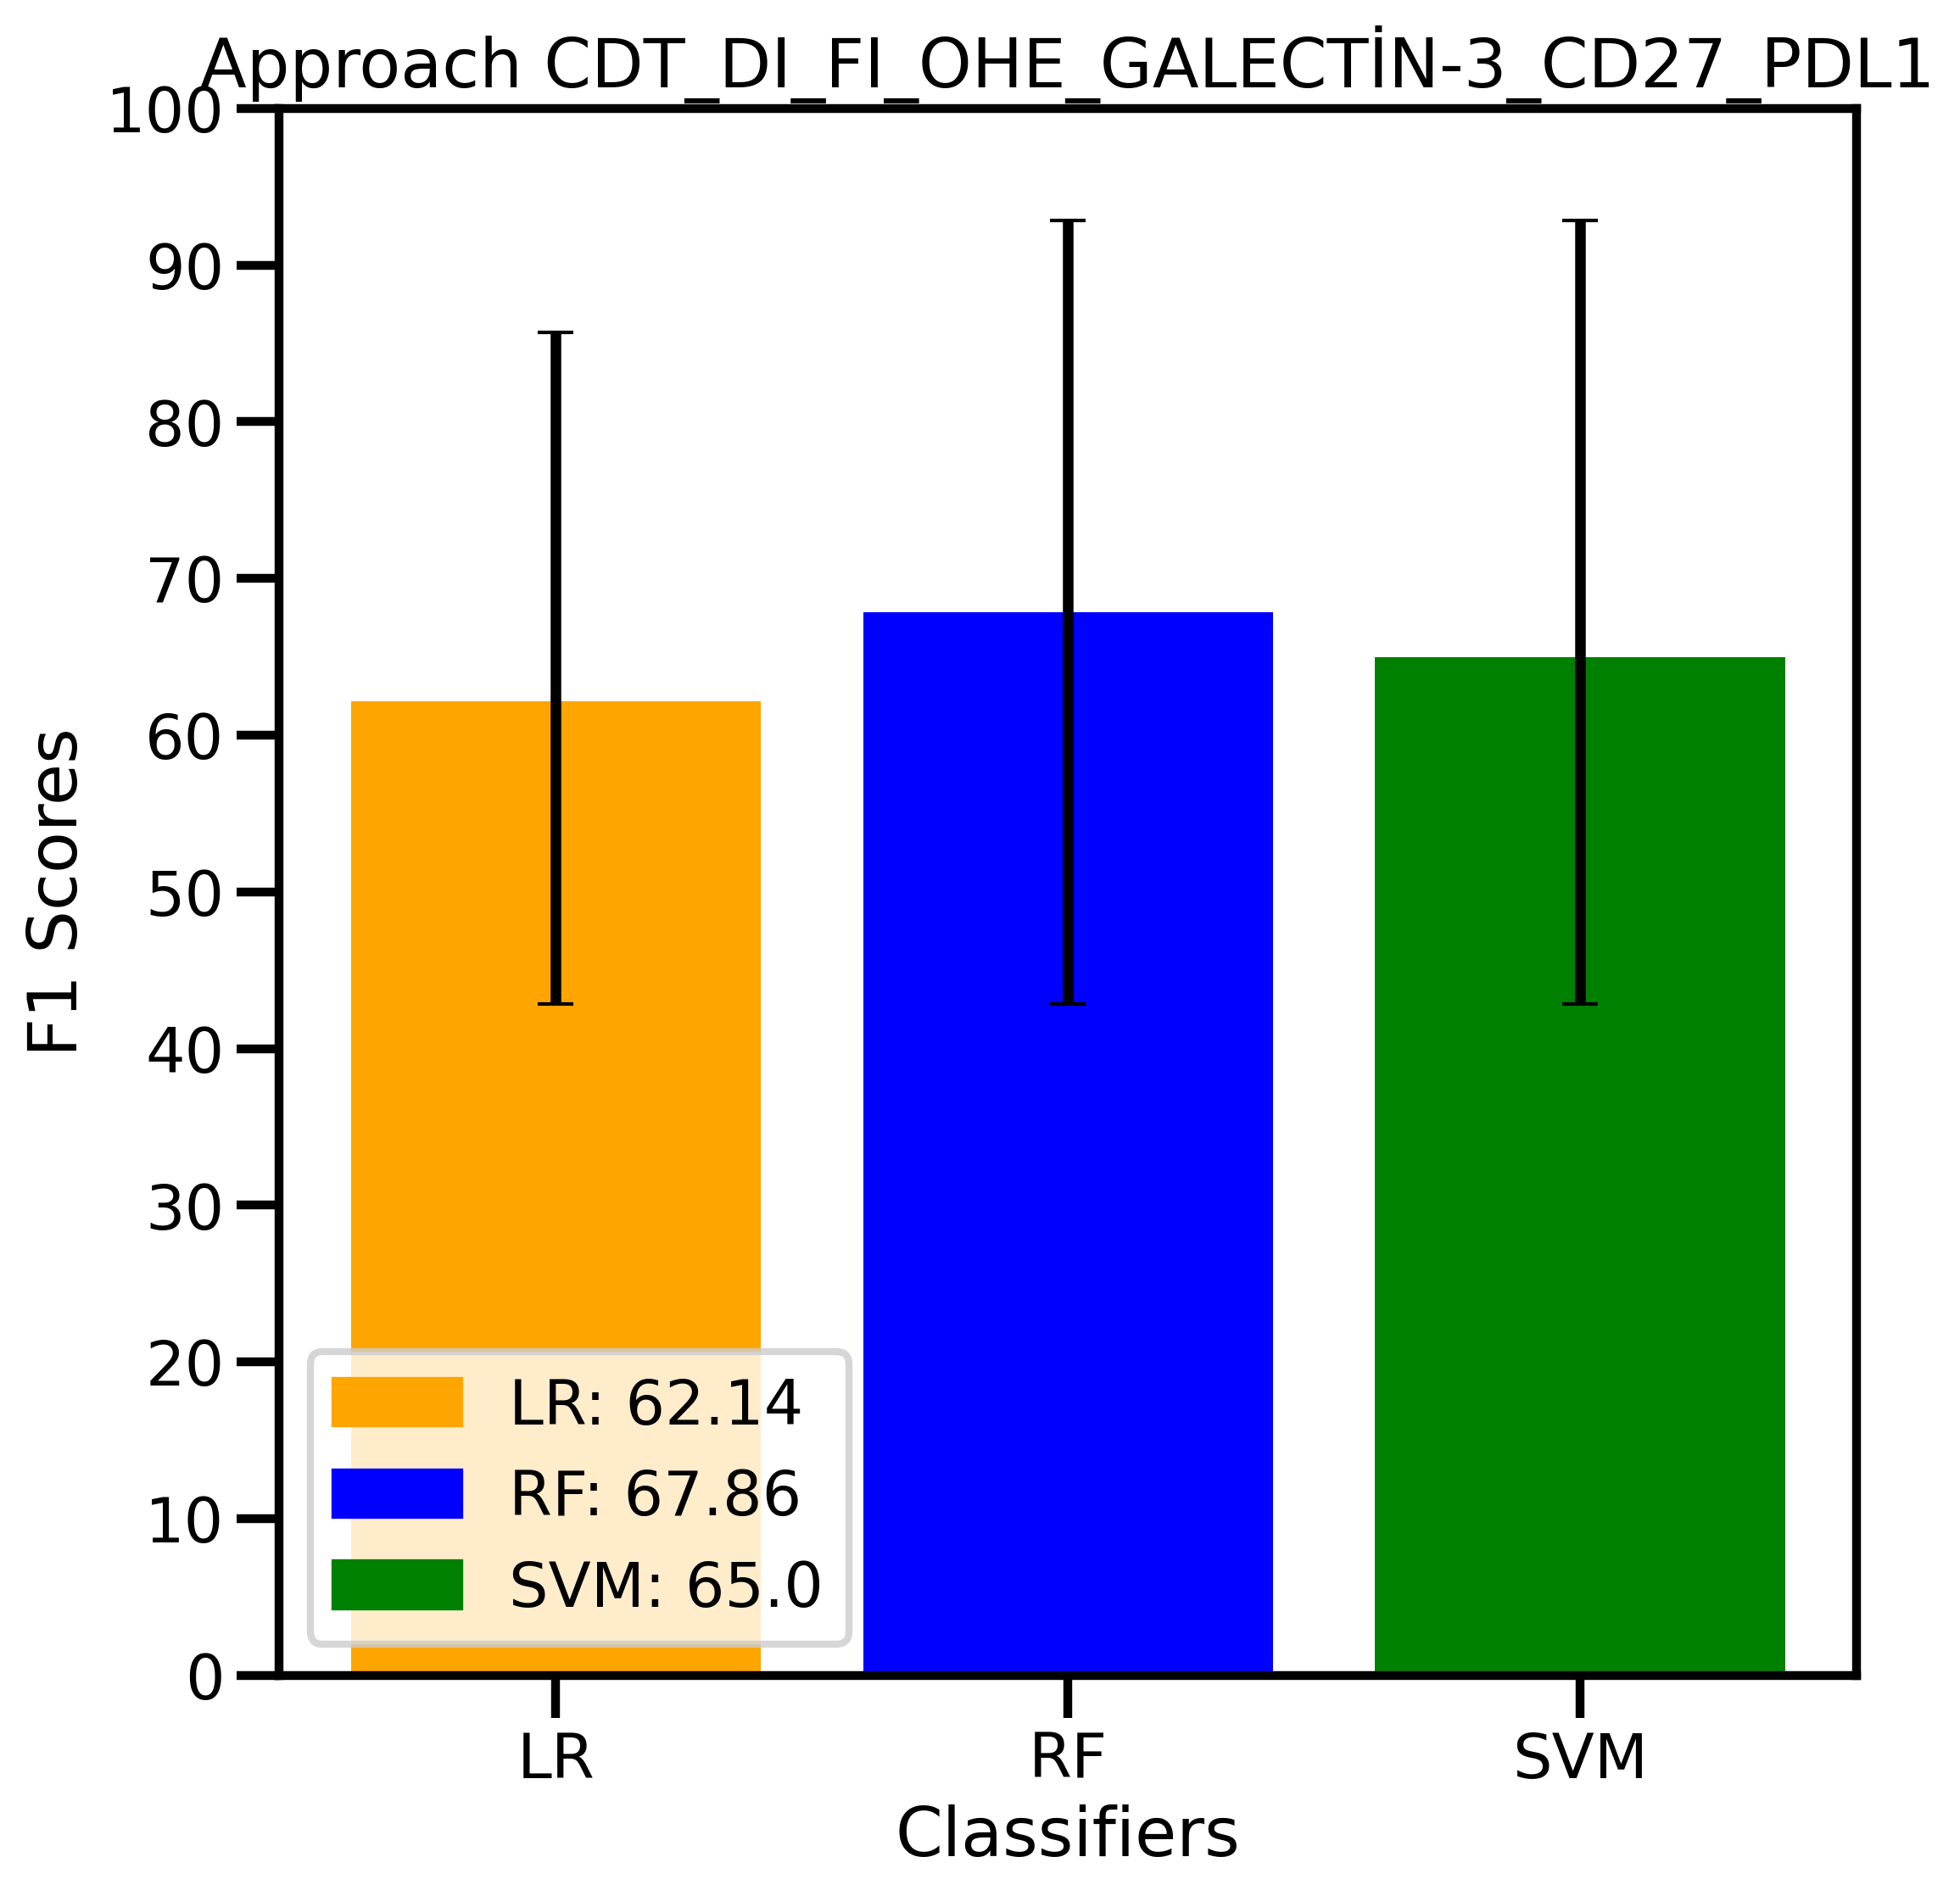 Approach CDT_DI_FI_OHE_GALECTİN-3_CD27_PDL1
100
90
80
70
60
50
40
30
20
10
0
F1 Scores
LR: 62.14
RF: 67.86
SVM: 65.0
LR
RF
SVM
Classifiers